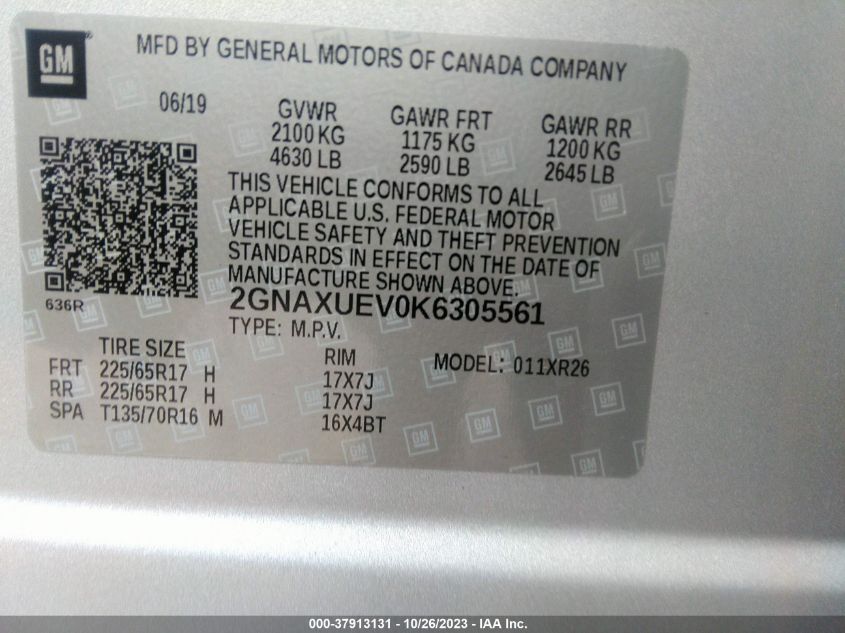 GM
MFD BY GENERAL MOTORS OF CANADA COMPANY
06/19
GVWR
2100 KG
4630 LB
GAWR FRT
1175 KG
2590 LB
GAWR RR
1200 KG
2645 LB
THIS VEHICLE CONFORMS TO ALL
APPLICABLE U.S. FEDERAL MOTOR
VEHICLE SAFETY AND THEFT PREVENTION
STANDARDS IN EFFECT ON THE DATE OF
MANUFACTURE SHOWN ABOVE.
636R
2GNAXUEV0K6305561
TYPE: M.P.V.
TIRE SIZE RIM MODEL: 011XR26
FRT 225/65R17 H 17X7J
RR 225/65R17 H 17X7J
SPA T135/70R16 M 16X4BT
000-37913131 - 10/26/2023 - IAA Inc.